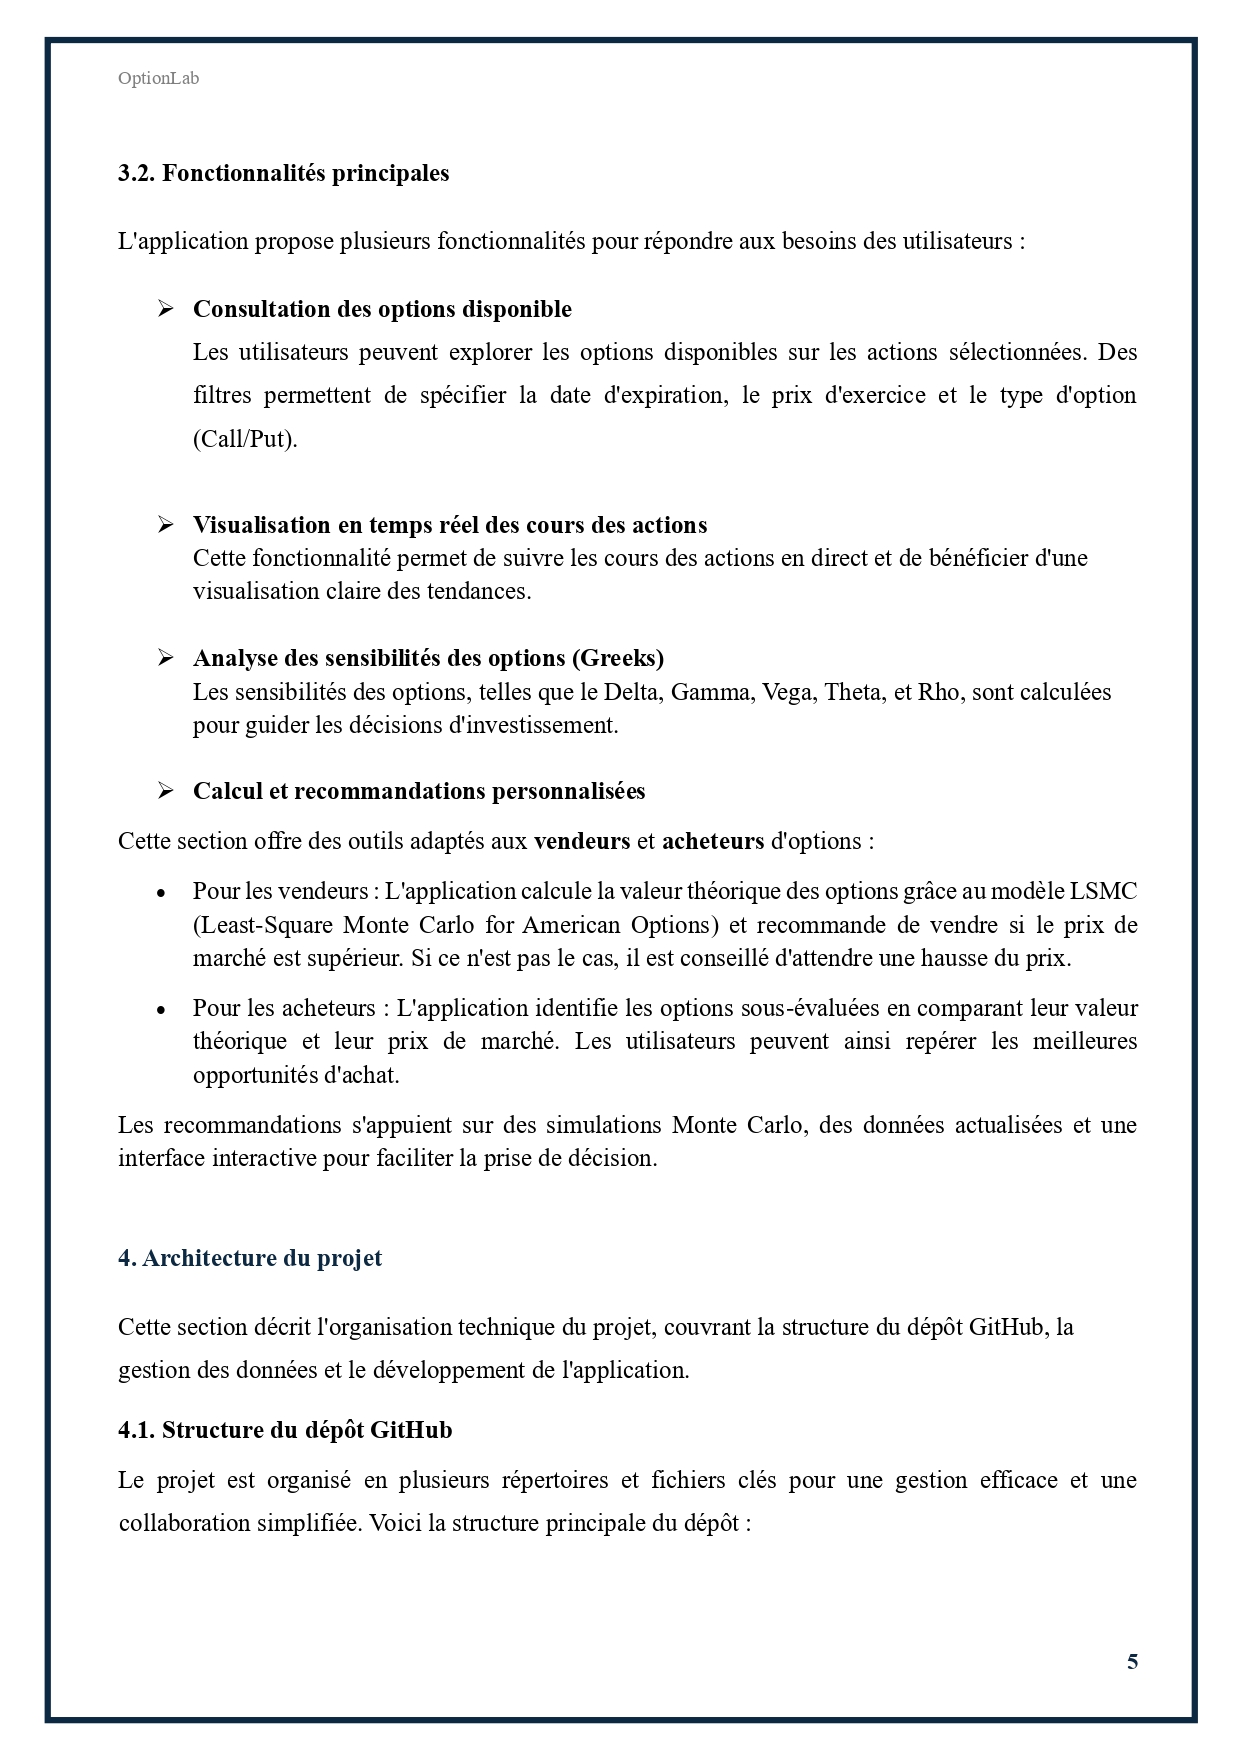 OptionLab
3.2. Fonctionnalités principales
L'application propose plusieurs fonctionnalités pour répondre aux besoins des utilisateurs :
➢ Consultation des options disponible
Les utilisateurs peuvent explorer les options disponibles sur les actions sélectionnées. Des
filtres permettent de spécifier la date d'expiration, le prix d'exercice et le type d'option
(Call/Put).
➢ Visualisation en temps réel des cours des actions
Cette fonctionnalité permet de suivre les cours des actions en direct et de bénéficier d'une
visualisation claire des tendances.
➢ Analyse des sensibilités des options (Greeks)
Les sensibilités des options, telles que le Delta, Gamma, Vega, Theta, et Rho, sont calculées
pour guider les décisions d'investissement.
➢ Calcul et recommandations personnalisées
Cette section offre des outils adaptés aux vendeurs et acheteurs d'options :
• Pour les vendeurs : L'application calcule la valeur théorique des options grâce au modèle LSMC
(Least-Square Monte Carlo for American Options) et recommande de vendre si le prix de
marché est supérieur. Si ce n'est pas le cas, il est conseillé d'attendre une hausse du prix.
• Pour les acheteurs : L'application identifie les options sous-évaluées en comparant leur valeur
théorique et leur prix de marché. Les utilisateurs peuvent ainsi repérer les meilleures
opportunités d'achat.
Les recommandations s'appuient sur des simulations Monte Carlo, des données actualisées et une
interface interactive pour faciliter la prise de décision.
4. Architecture du projet
Cette section décrit l'organisation technique du projet, couvrant la structure du dépôt GitHub, la
gestion des données et le développement de l'application.
4.1. Structure du dépôt GitHub
Le projet est organisé en plusieurs répertoires et fichiers clés pour une gestion efficace et une
collaboration simplifiée. Voici la structure principale du dépôt :
5